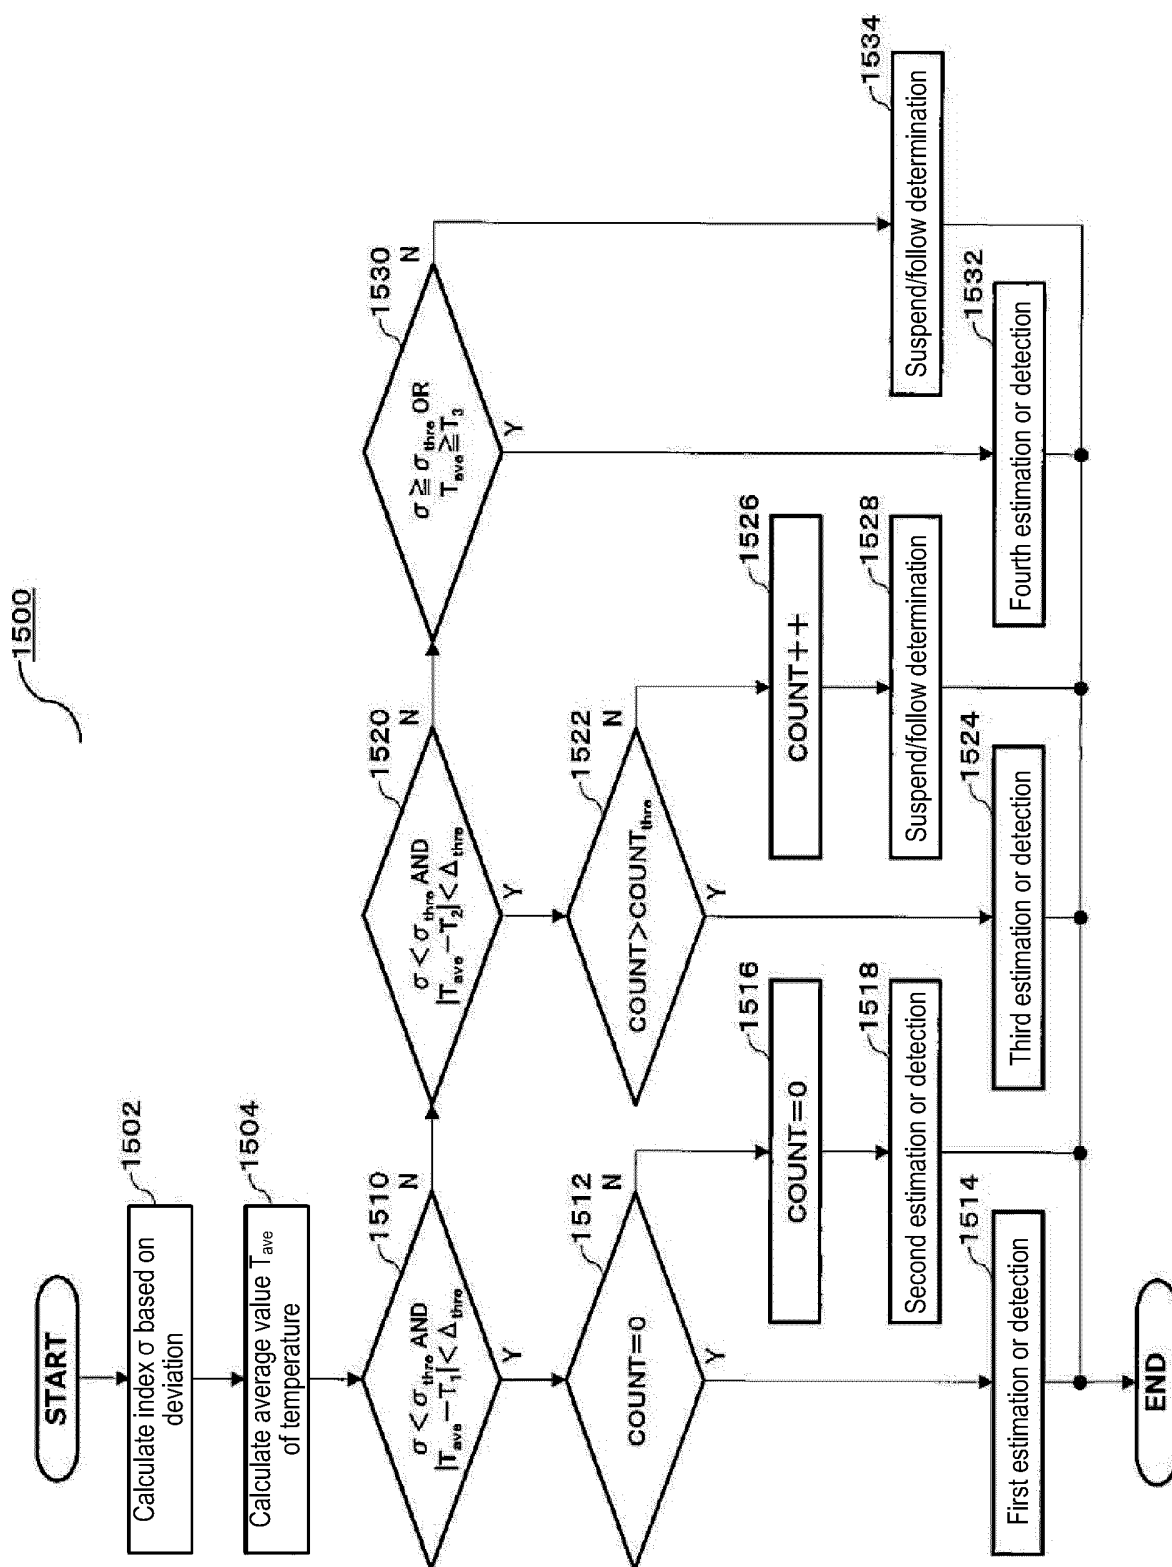 1500
START
1502
Calculate index σ based on
deviation
1504
Calculate average value Tave
of temperature
1510
σ < σthre AND
|Tave − T1| < Δthre
N
Y
1512
COUNT=0
N
Y
1514
First estimation or detection
1516
COUNT=0
1518
Second estimation or detection
1520
σ < σthre AND
|Tave − T2| < Δthre
N
Y
1522
COUNT>COUNTthre
N
Y
1524
Third estimation or detection
1526
COUNT++
1528
Suspend/follow determination
1530
σ ≧ σthre OR
Tave ≧ T3
N
Y
1532
Fourth estimation or detection
1534
Suspend/follow determination
END